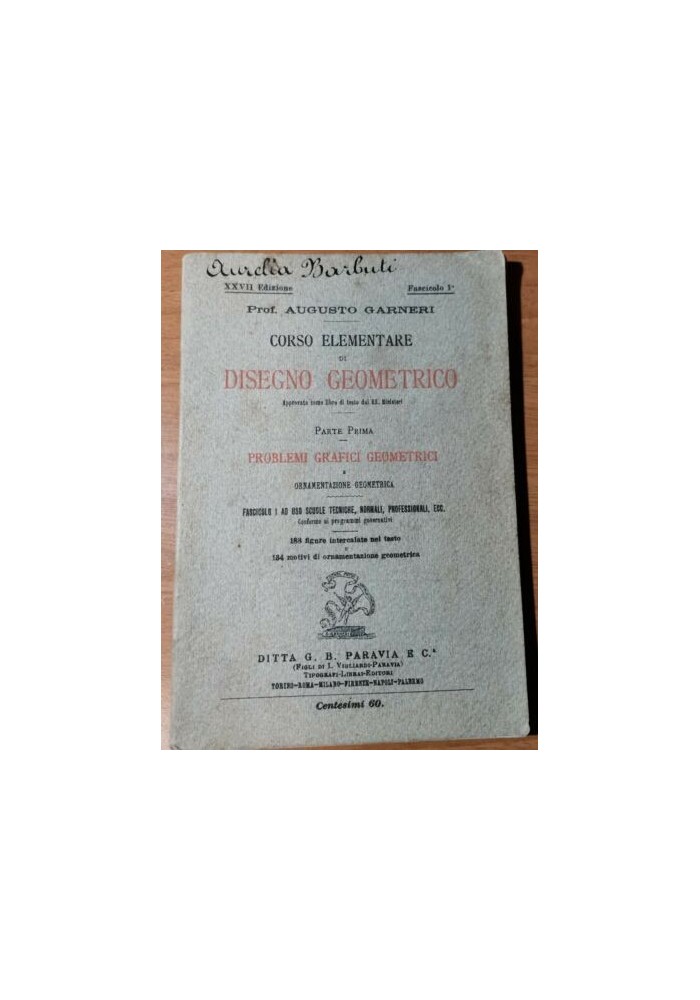 Aurelia Barbuti
XXVII Edizione Fascicolo 1°
Prof. AUGUSTO GARNERI
CORSO ELEMENTARE
DI
DISEGNO GEOMETRICO
Approvato come libro di testo dal RR. Ministeri
PARTE PRIMA
PROBLEMI GRAFICI GEOMETRICI
E
ORNAMENTAZIONE GEOMETRICA
FASCICOLO I AD USO SCUOLE TECNICHE, NORMALI, PROFESSIONALI, ECC.
Conforme ai programmi governativi
183 figure intercalate nel testo
e
134 motivi di ornamentazione geometrica
DITTA G. B. PARAVIA E C.ª
(FIGLI DI I. VIGLIARDI-PARAVIA)
TIPOGRAFI-LIBRAI-EDITORI
TORINO-ROMA-MILANO-FIRENZE-NAPOLI-PALERMO
Centesimi 60.